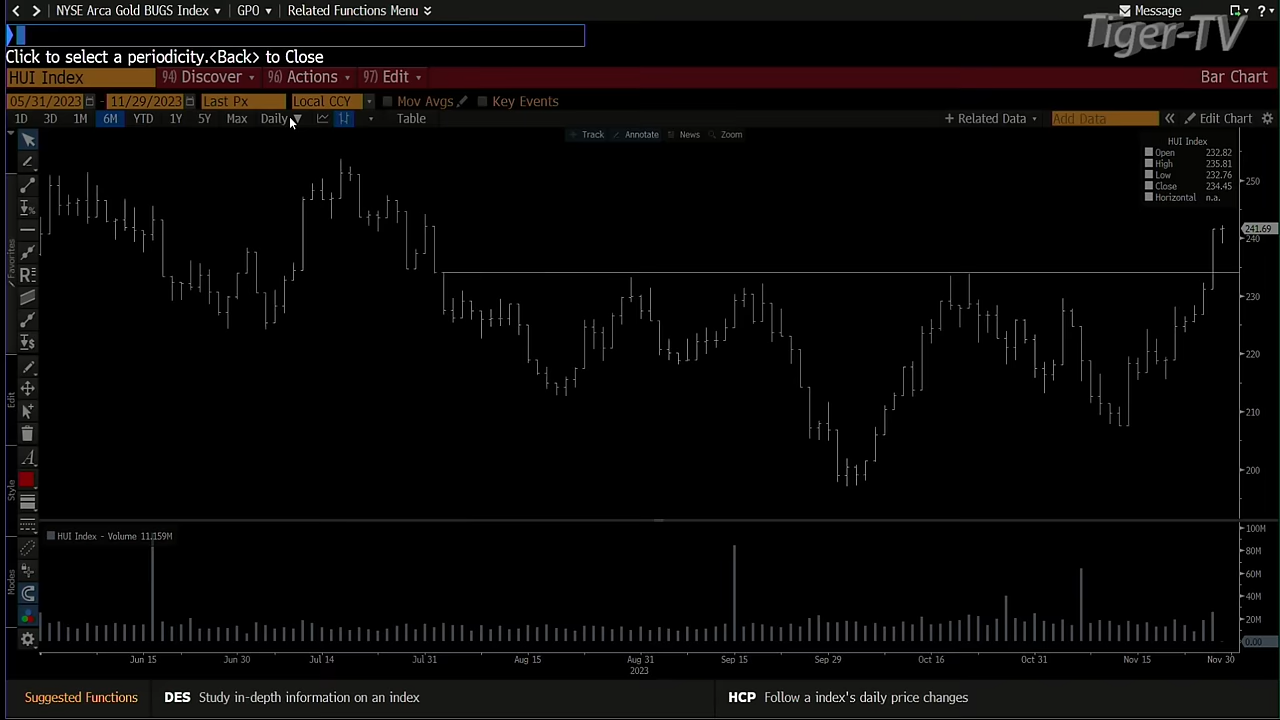 NYSE Arca Gold BUGS Index GPO Related Functions Menu Message
Tiger-TV
Click to select a periodicity.<Back> to Close
HUI Index 94) Discover 96) Actions 97) Edit Bar Chart
05/31/2023 - 11/29/2023 Last Px Local CCY Mov Avgs Key Events
1D 3D 1M 6M YTD 1Y 5Y Max Daily Table + Related Data Add Data Edit Chart
Track Annotate News Zoom
HUI Index
Open 232.82
High 235.81
Low 232.76
Close 234.45
Horizontal n.a.
250
241.69
240
230
220
210
200
Favorites
Edit
Style
Modes
HUI Index - Volume 11.159M
100M
80M
60M
40M
20M
0.00
Jun 15 Jun 30 Jul 14 Jul 31 Aug 15 Aug 31 Sep 15 Sep 29 Oct 16 Oct 31 Nov 15 Nov 30
2023
Suggested Functions DES Study in-depth information on an index HCP Follow a index's daily price changes